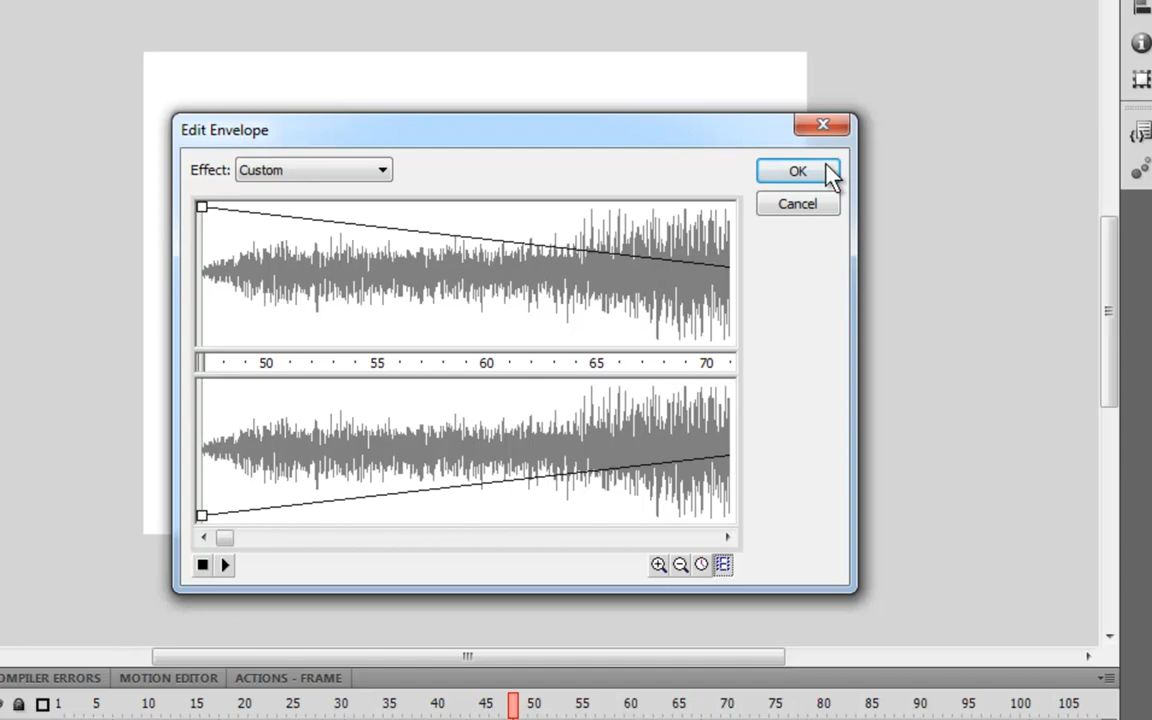 Edit Envelope
Effect: Custom
OK
Cancel
50 55 60 65 70
COMPILER ERRORS MOTION EDITOR ACTIONS - FRAME
1 5 10 15 20 25 30 35 40 45 50 55 60 65 70 75 80 85 90 95 100 105